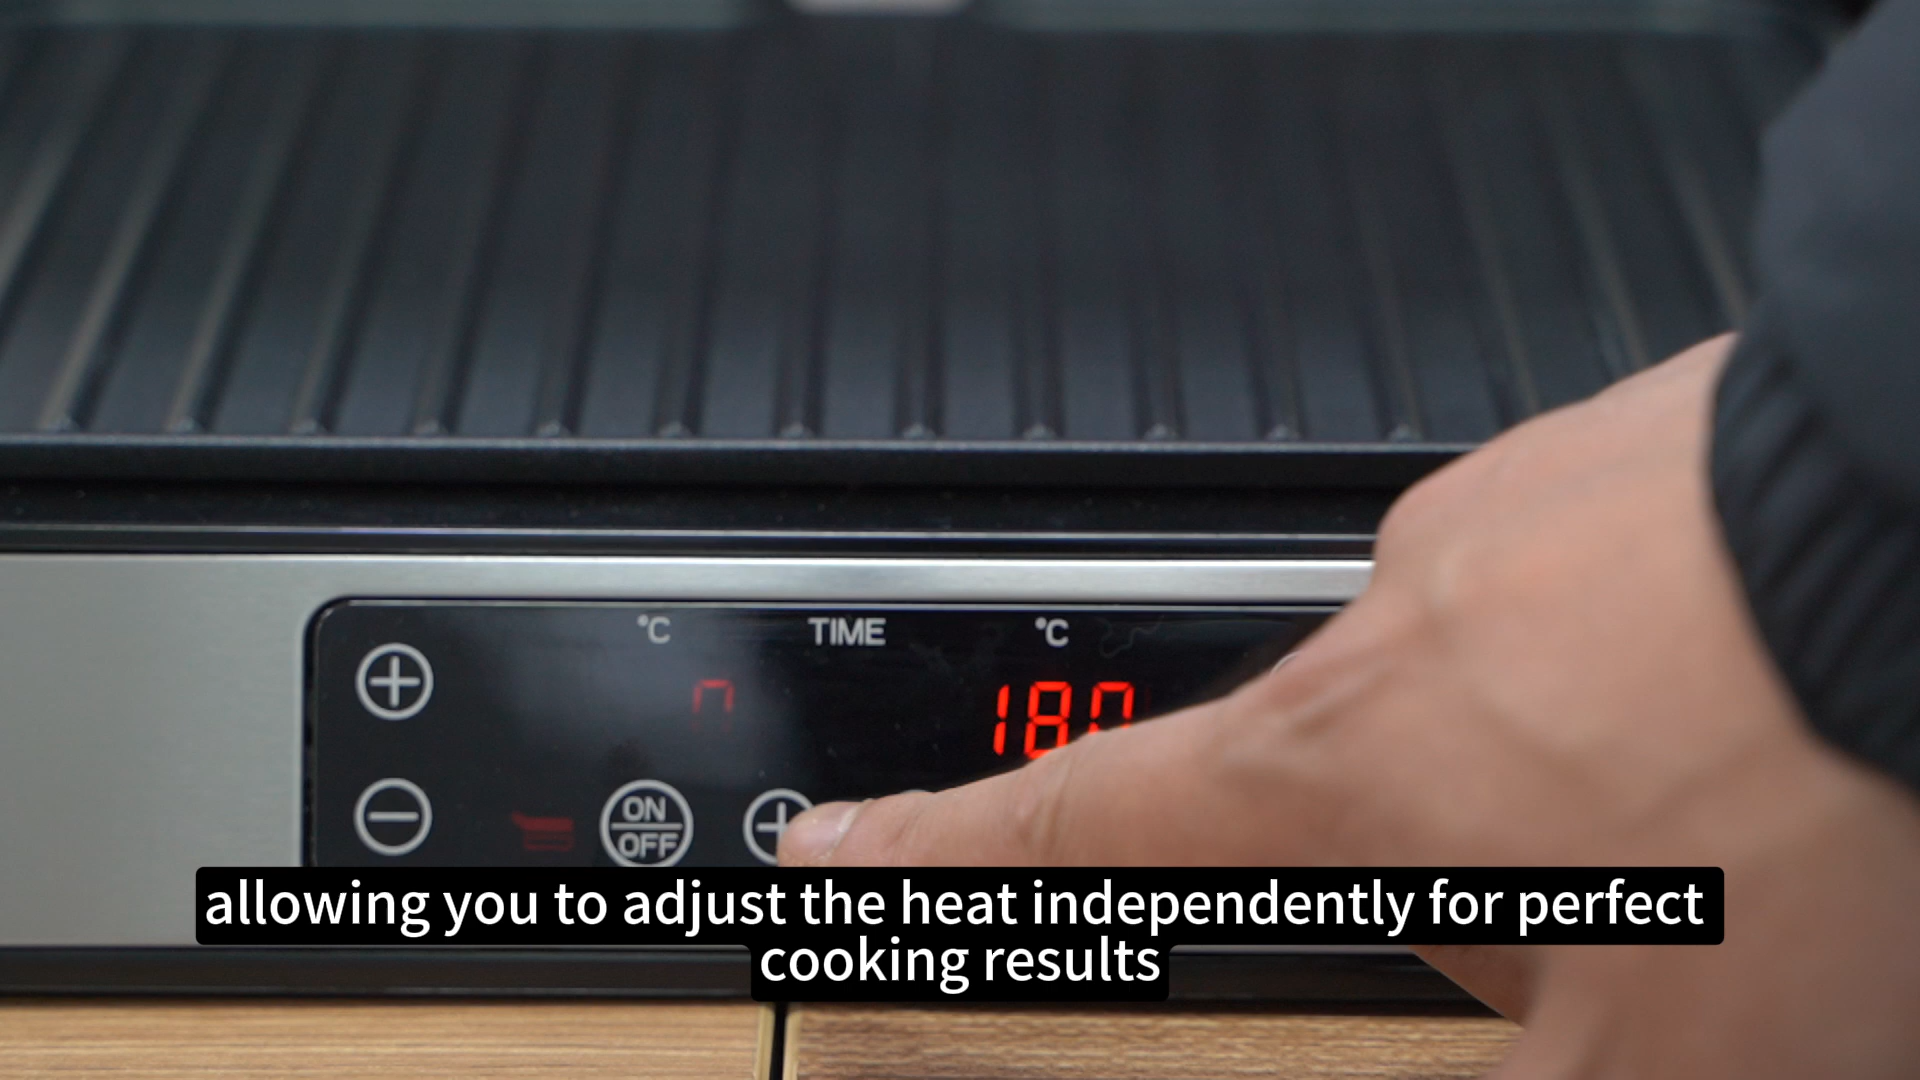 °C TIME °C
180
ON
OFF
allowing you to adjust the heat independently for perfect
cooking results